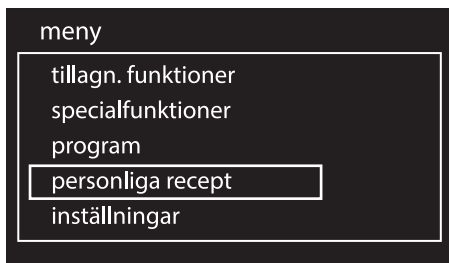 meny
tillagn. funktioner
specialfunktioner
program
personliga recept
inställningar